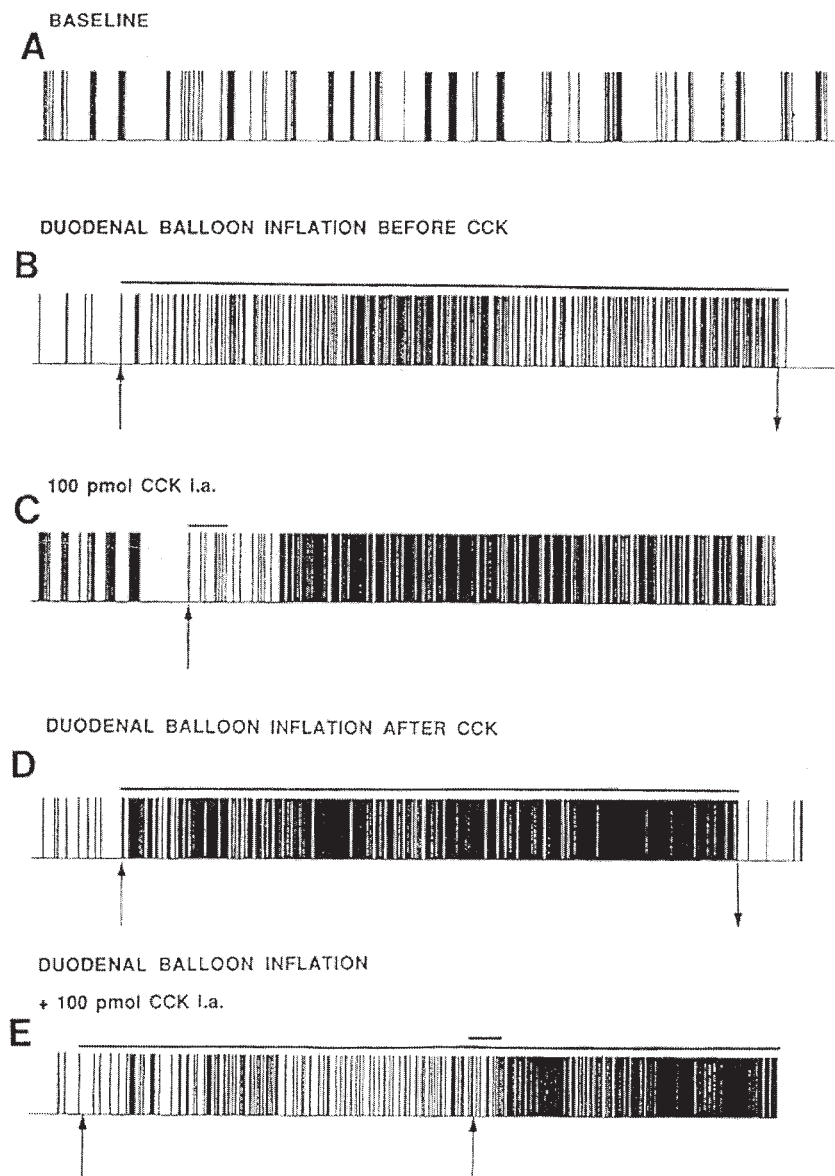 BASELINE
A
DUODENAL BALLOON INFLATION BEFORE CCK
B
100 pmol CCK i.a.
C
DUODENAL BALLOON INFLATION AFTER CCK
D
DUODENAL BALLOON INFLATION
+ 100 pmol CCK i.a.
E